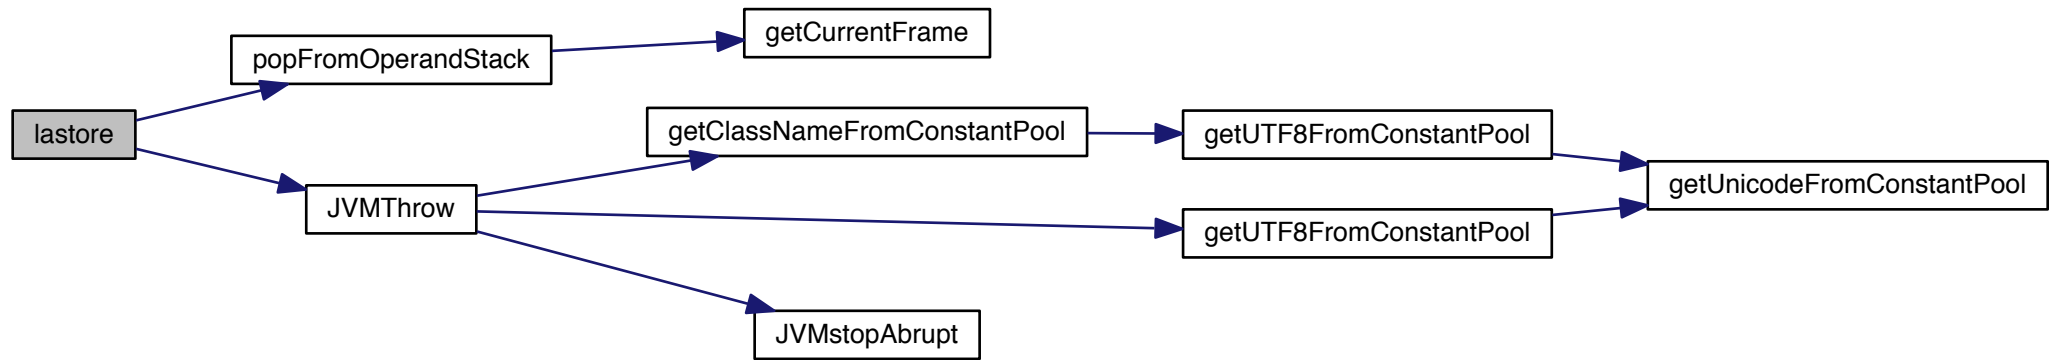 getCurrentFrame
popFromOperandStack
lastore
getClassNameFromConstantPool
getUTF8FromConstantPool
getUnicodeFromConstantPool
JVMThrow
getUTF8FromConstantPool
JVMstopAbrupt